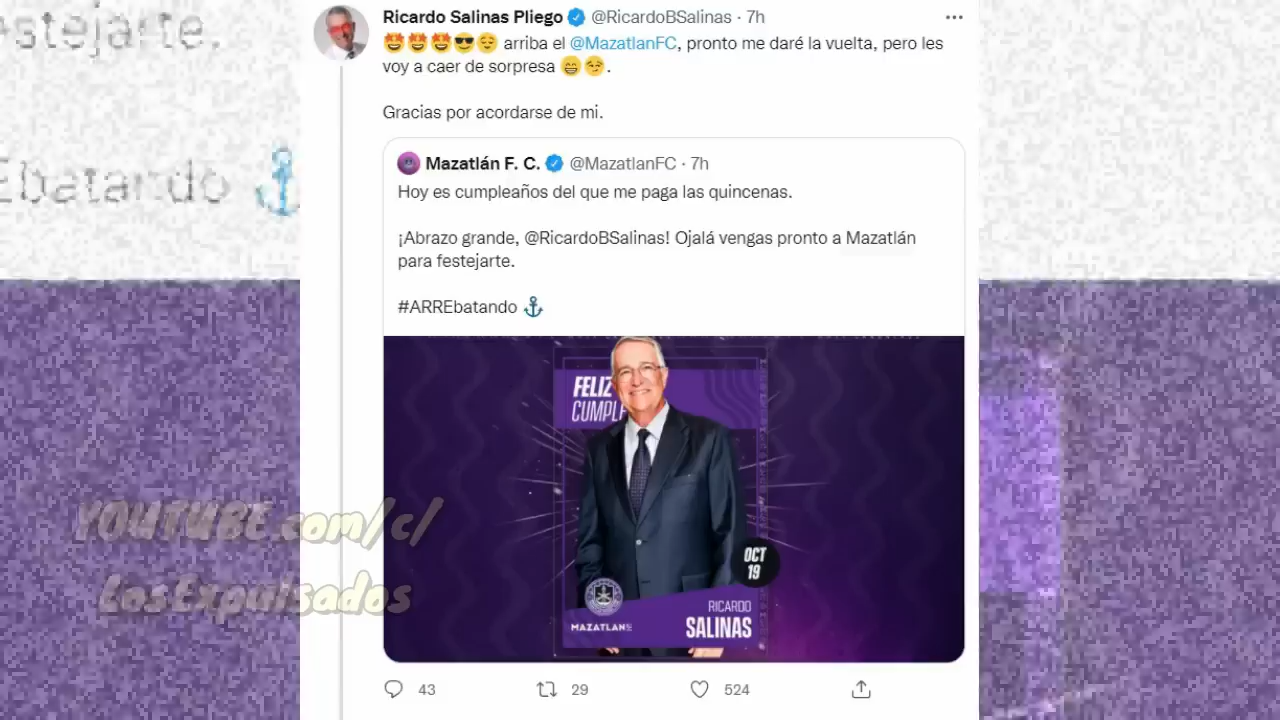 Ricardo Salinas Pliego @RicardoBSalinas · 7h
🤩🤩🤩😎😌 arriba el @MazatlanFC, pronto me daré la vuelta, pero les
voy a caer de sorpresa 😁😏.
Gracias por acordarse de mi.
Mazatlán F. C. @MazatlanFC · 7h
Hoy es cumpleaños del que me paga las quincenas.
¡Abrazo grande, @RicardoBSalinas! Ojalá vengas pronto a Mazatlán
para festejarte.
#ARREbatando ⚓
FELIZ
CUMPLE
OCT
19
MAZATLAN FC
RICARDO
SALINAS
43 29 524
stejarte.
Ebatando ⚓
YOUTUBE.com/c/
LosExpulsados